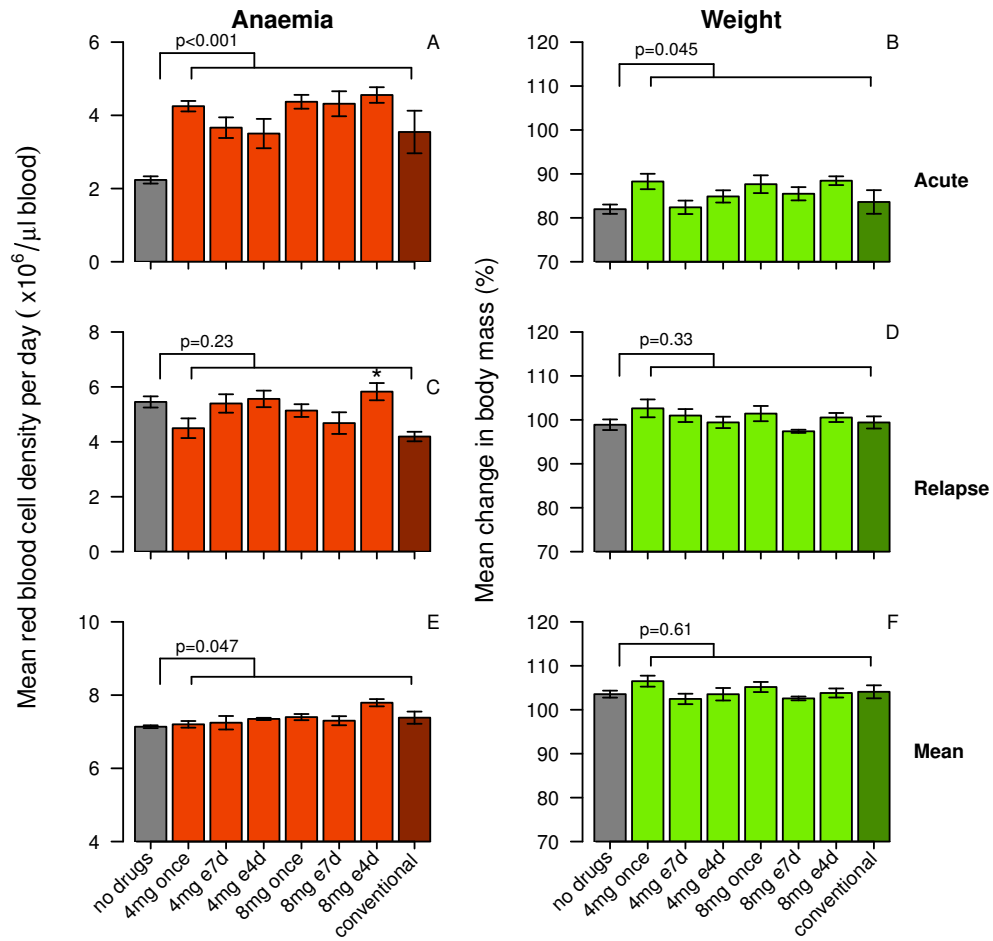 Anaemia
Weight
Mean red blood cell density per day ( x10^6/µl blood)
Mean change in body mass (%)
A
p<0.001
6
4
2
0
B
p=0.045
120
110
100
90
80
70
Acute
C
p=0.23
*
8
6
4
2
0
D
p=0.33
120
110
100
90
80
70
Relapse
E
p=0.047
10
8
6
4
F
p=0.61
120
110
100
90
80
70
Mean
no drugs
4mg once
4mg e7d
4mg e4d
8mg once
8mg e7d
8mg e4d
conventional
no drugs
4mg once
4mg e7d
4mg e4d
8mg once
8mg e7d
8mg e4d
conventional